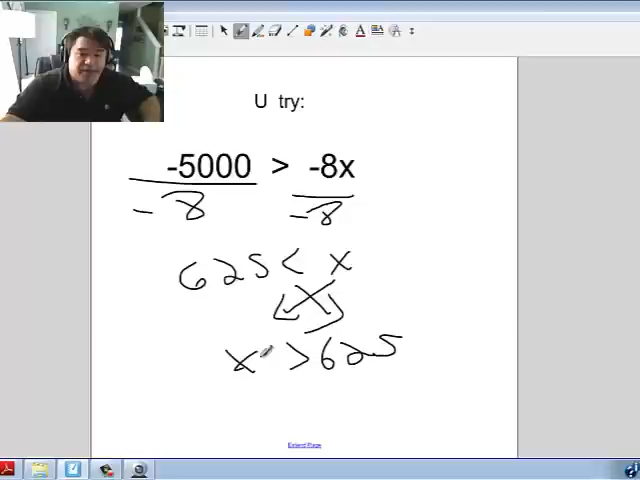 U try:
-5000 > -8x
-8 -8
625 < x
x > 625
Extend Page